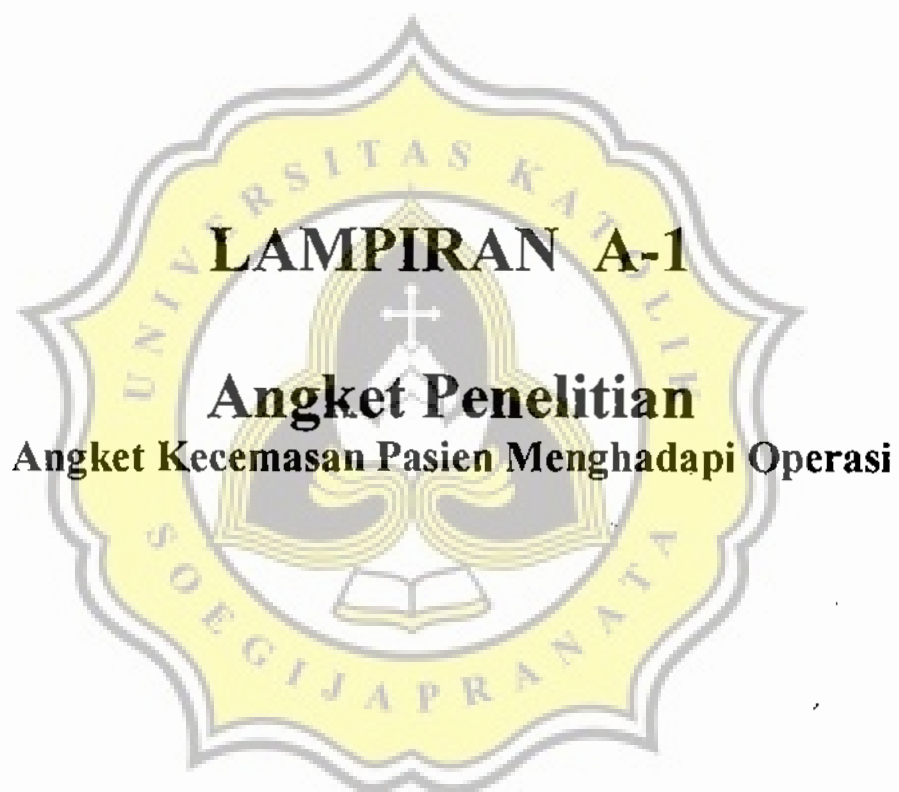 UNIVERSITAS KATOLIK
LAMPIRAN A-1
Angket Penelitian
Angket Kecemasan Pasien Menghadapi Operasi
SOEGIJAPRANATA